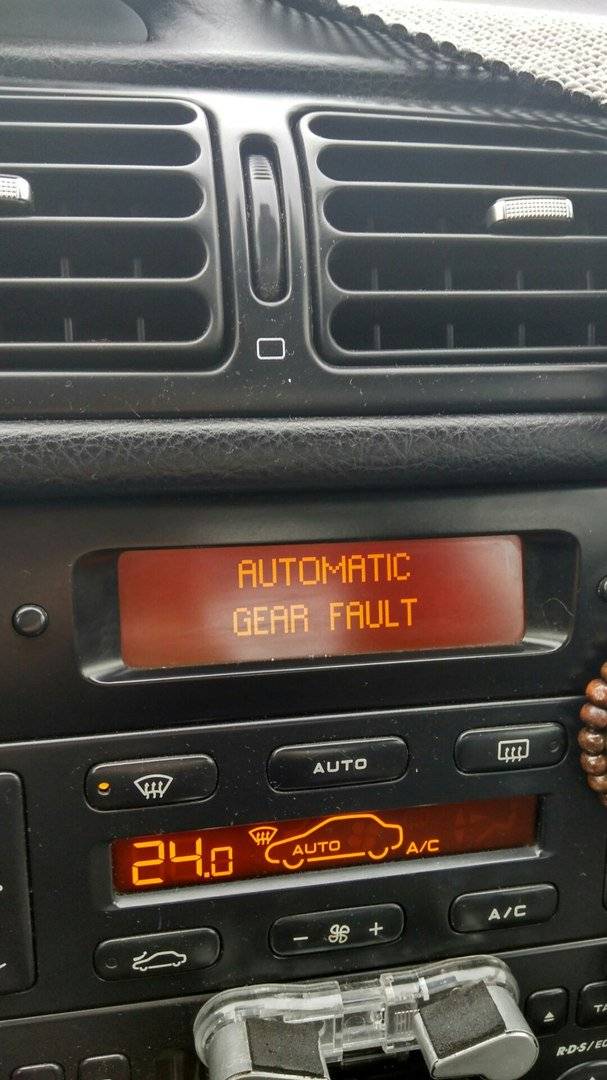 AUTOMATIC
GEAR FAULT
AUTO
24.0
AUTO
A/C
A/C
- +
R·D·S/